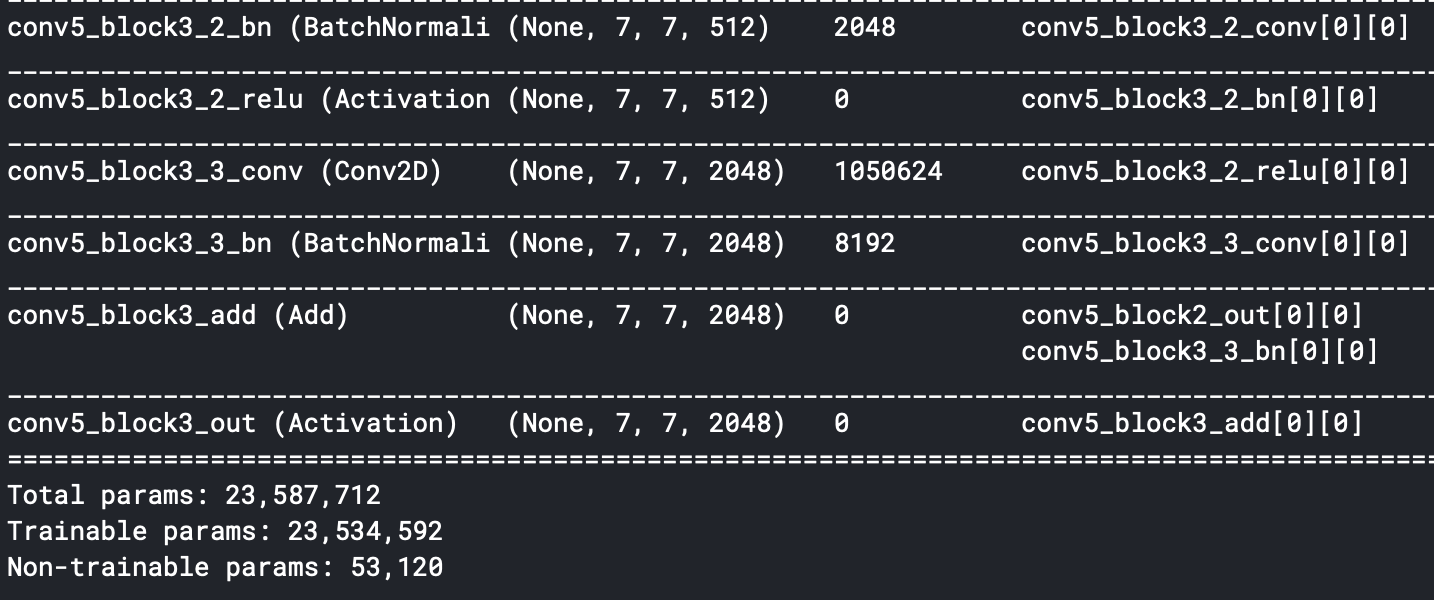 conv5_block3_2_bn (BatchNormali (None, 7, 7, 512) 2048 conv5_block3_2_conv[0][0]
conv5_block3_2_relu (Activation (None, 7, 7, 512) 0 conv5_block3_2_bn[0][0]
conv5_block3_3_conv (Conv2D) (None, 7, 7, 2048) 1050624 conv5_block3_2_relu[0][0]
conv5_block3_3_bn (BatchNormali (None, 7, 7, 2048) 8192 conv5_block3_3_conv[0][0]
conv5_block3_add (Add) (None, 7, 7, 2048) 0 conv5_block2_out[0][0]
conv5_block3_3_bn[0][0]
conv5_block3_out (Activation) (None, 7, 7, 2048) 0 conv5_block3_add[0][0]
Total params: 23,587,712
Trainable params: 23,534,592
Non-trainable params: 53,120